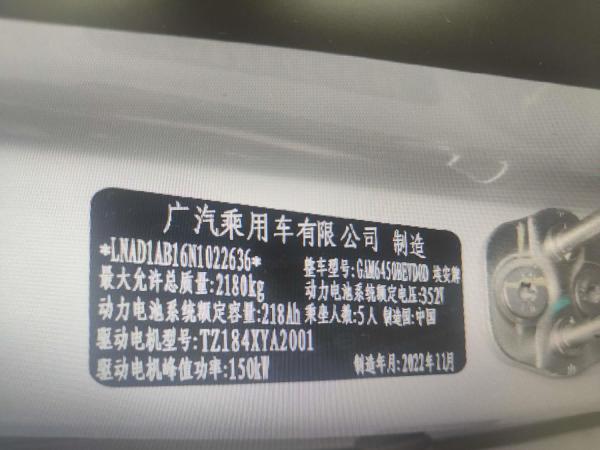 广汽乘用车有限公司 制造
*LNAD1AB16N1022636*
整车型号:GAM6450BEVD0D 埃安牌
最大允许总质量:2180kg
动力电池系统额定电压:352V
动力电池系统额定容量:218Ah 乘坐人数:5人 制造国:中国
驱动电机型号:TZ184XYA2001
驱动电机峰值功率:150kW
制造年月:2022年11月